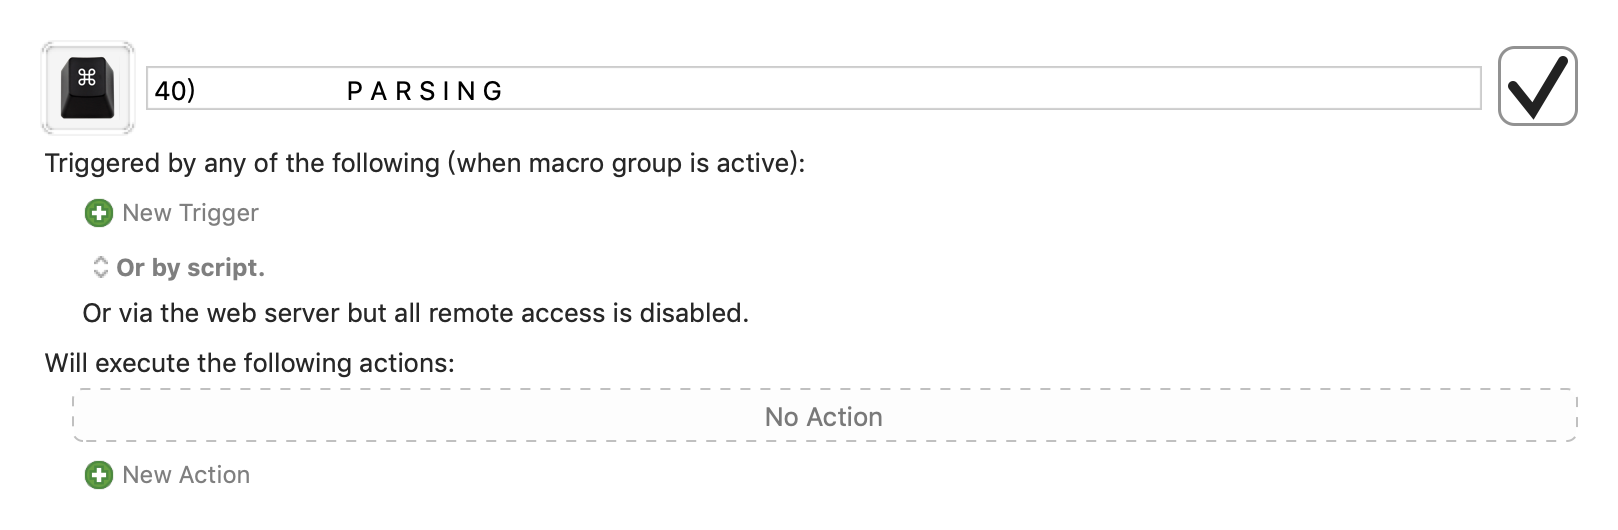 ⌘
40) P A R S I N G
Triggered by any of the following (when macro group is active):
New Trigger
Or by script.
Or via the web server but all remote access is disabled.
Will execute the following actions:
No Action
New Action